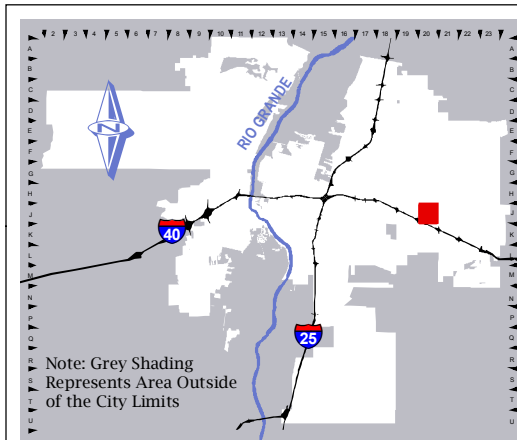 2 3 4 5 6 7 8 9 10 11 12 13 14 15 16 17 18 19 20 21 22 23
A A
B B
C C
D D
E E
F F
G G
H H
J J
K K
L L
M M
N N
P P
Q Q
R R
S S
T T
U U
RIO GRANDE
N
40
25
Note: Grey Shading
Represents Area Outside
of the City Limits